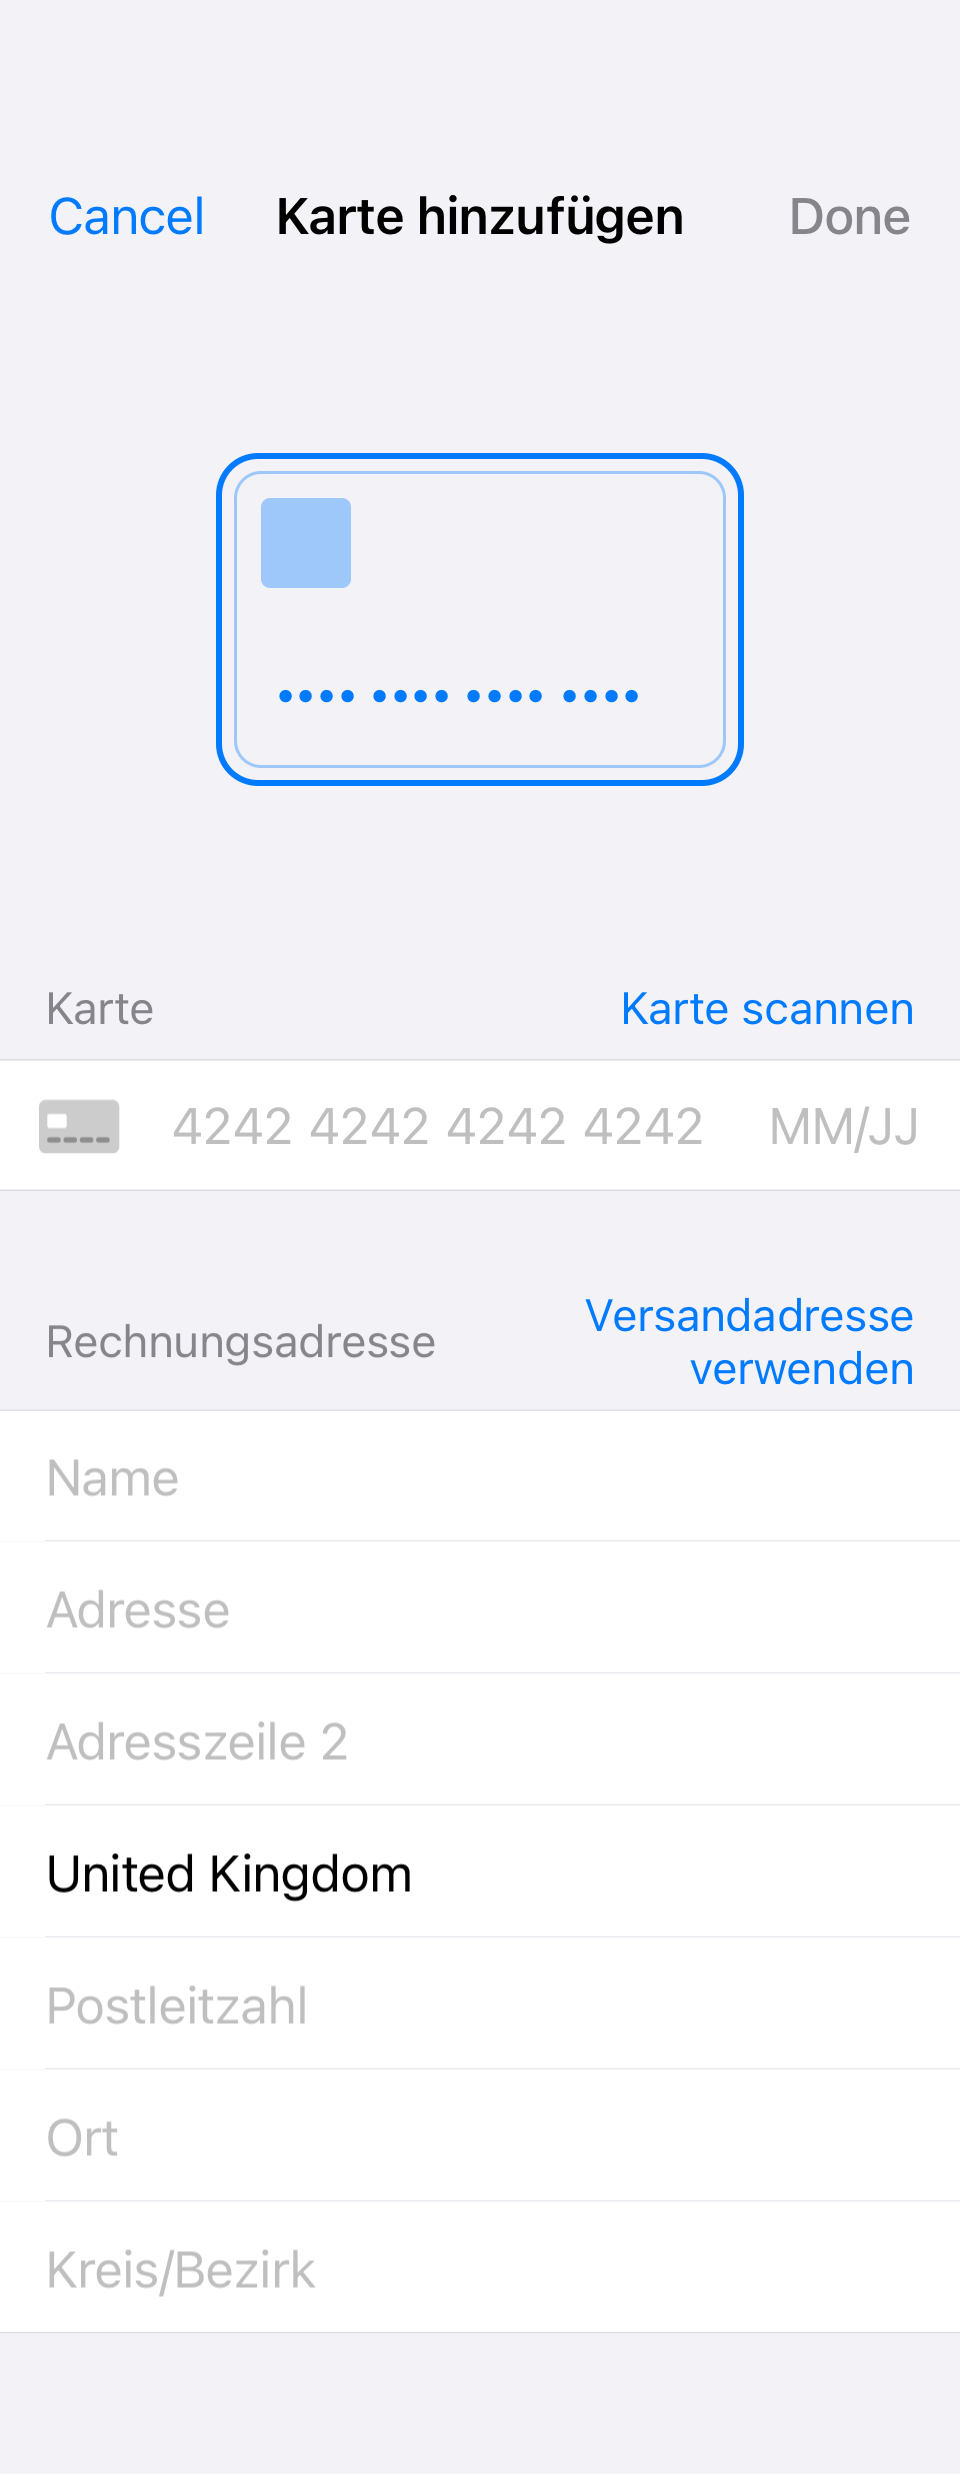 Cancel Karte hinzufügen Done
•••• •••• •••• ••••
Karte Karte scannen
4242 4242 4242 4242 MM/JJ
Rechnungsadresse Versandadresse
verwenden
Name
Adresse
Adresszeile 2
United Kingdom
Postleitzahl
Ort
Kreis/Bezirk